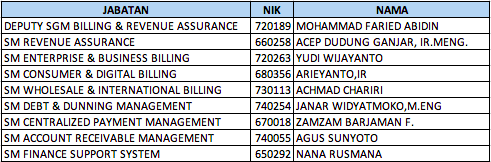 JABATAN NIK NAMA
DEPUTY SGM BILLING & REVENUE ASSURANCE 720189 MOHAMMAD FARIED ABIDIN
SM REVENUE ASSURANCE 660258 ACEP DUDUNG GANJAR, IR.MENG.
SM ENTERPRISE & BUSINESS BILLING 720263 YUDI WIJAYANTO
SM CONSUMER & DIGITAL BILLING 680356 ARIEYANTO,IR
SM WHOLESALE & INTERNATIONAL BILLING 730113 ACHMAD CHARIRI
SM DEBT & DUNNING MANAGEMENT 740254 JANAR WIDYATMOKO,M.ENG
SM CENTRALIZED PAYMENT MANAGEMENT 670018 ZAMZAM BARJAMAN F.
SM ACCOUNT RECEIVABLE MANAGEMENT 740055 AGUS SUNYOTO
SM FINANCE SUPPORT SYSTEM 650292 NANA RUSMANA